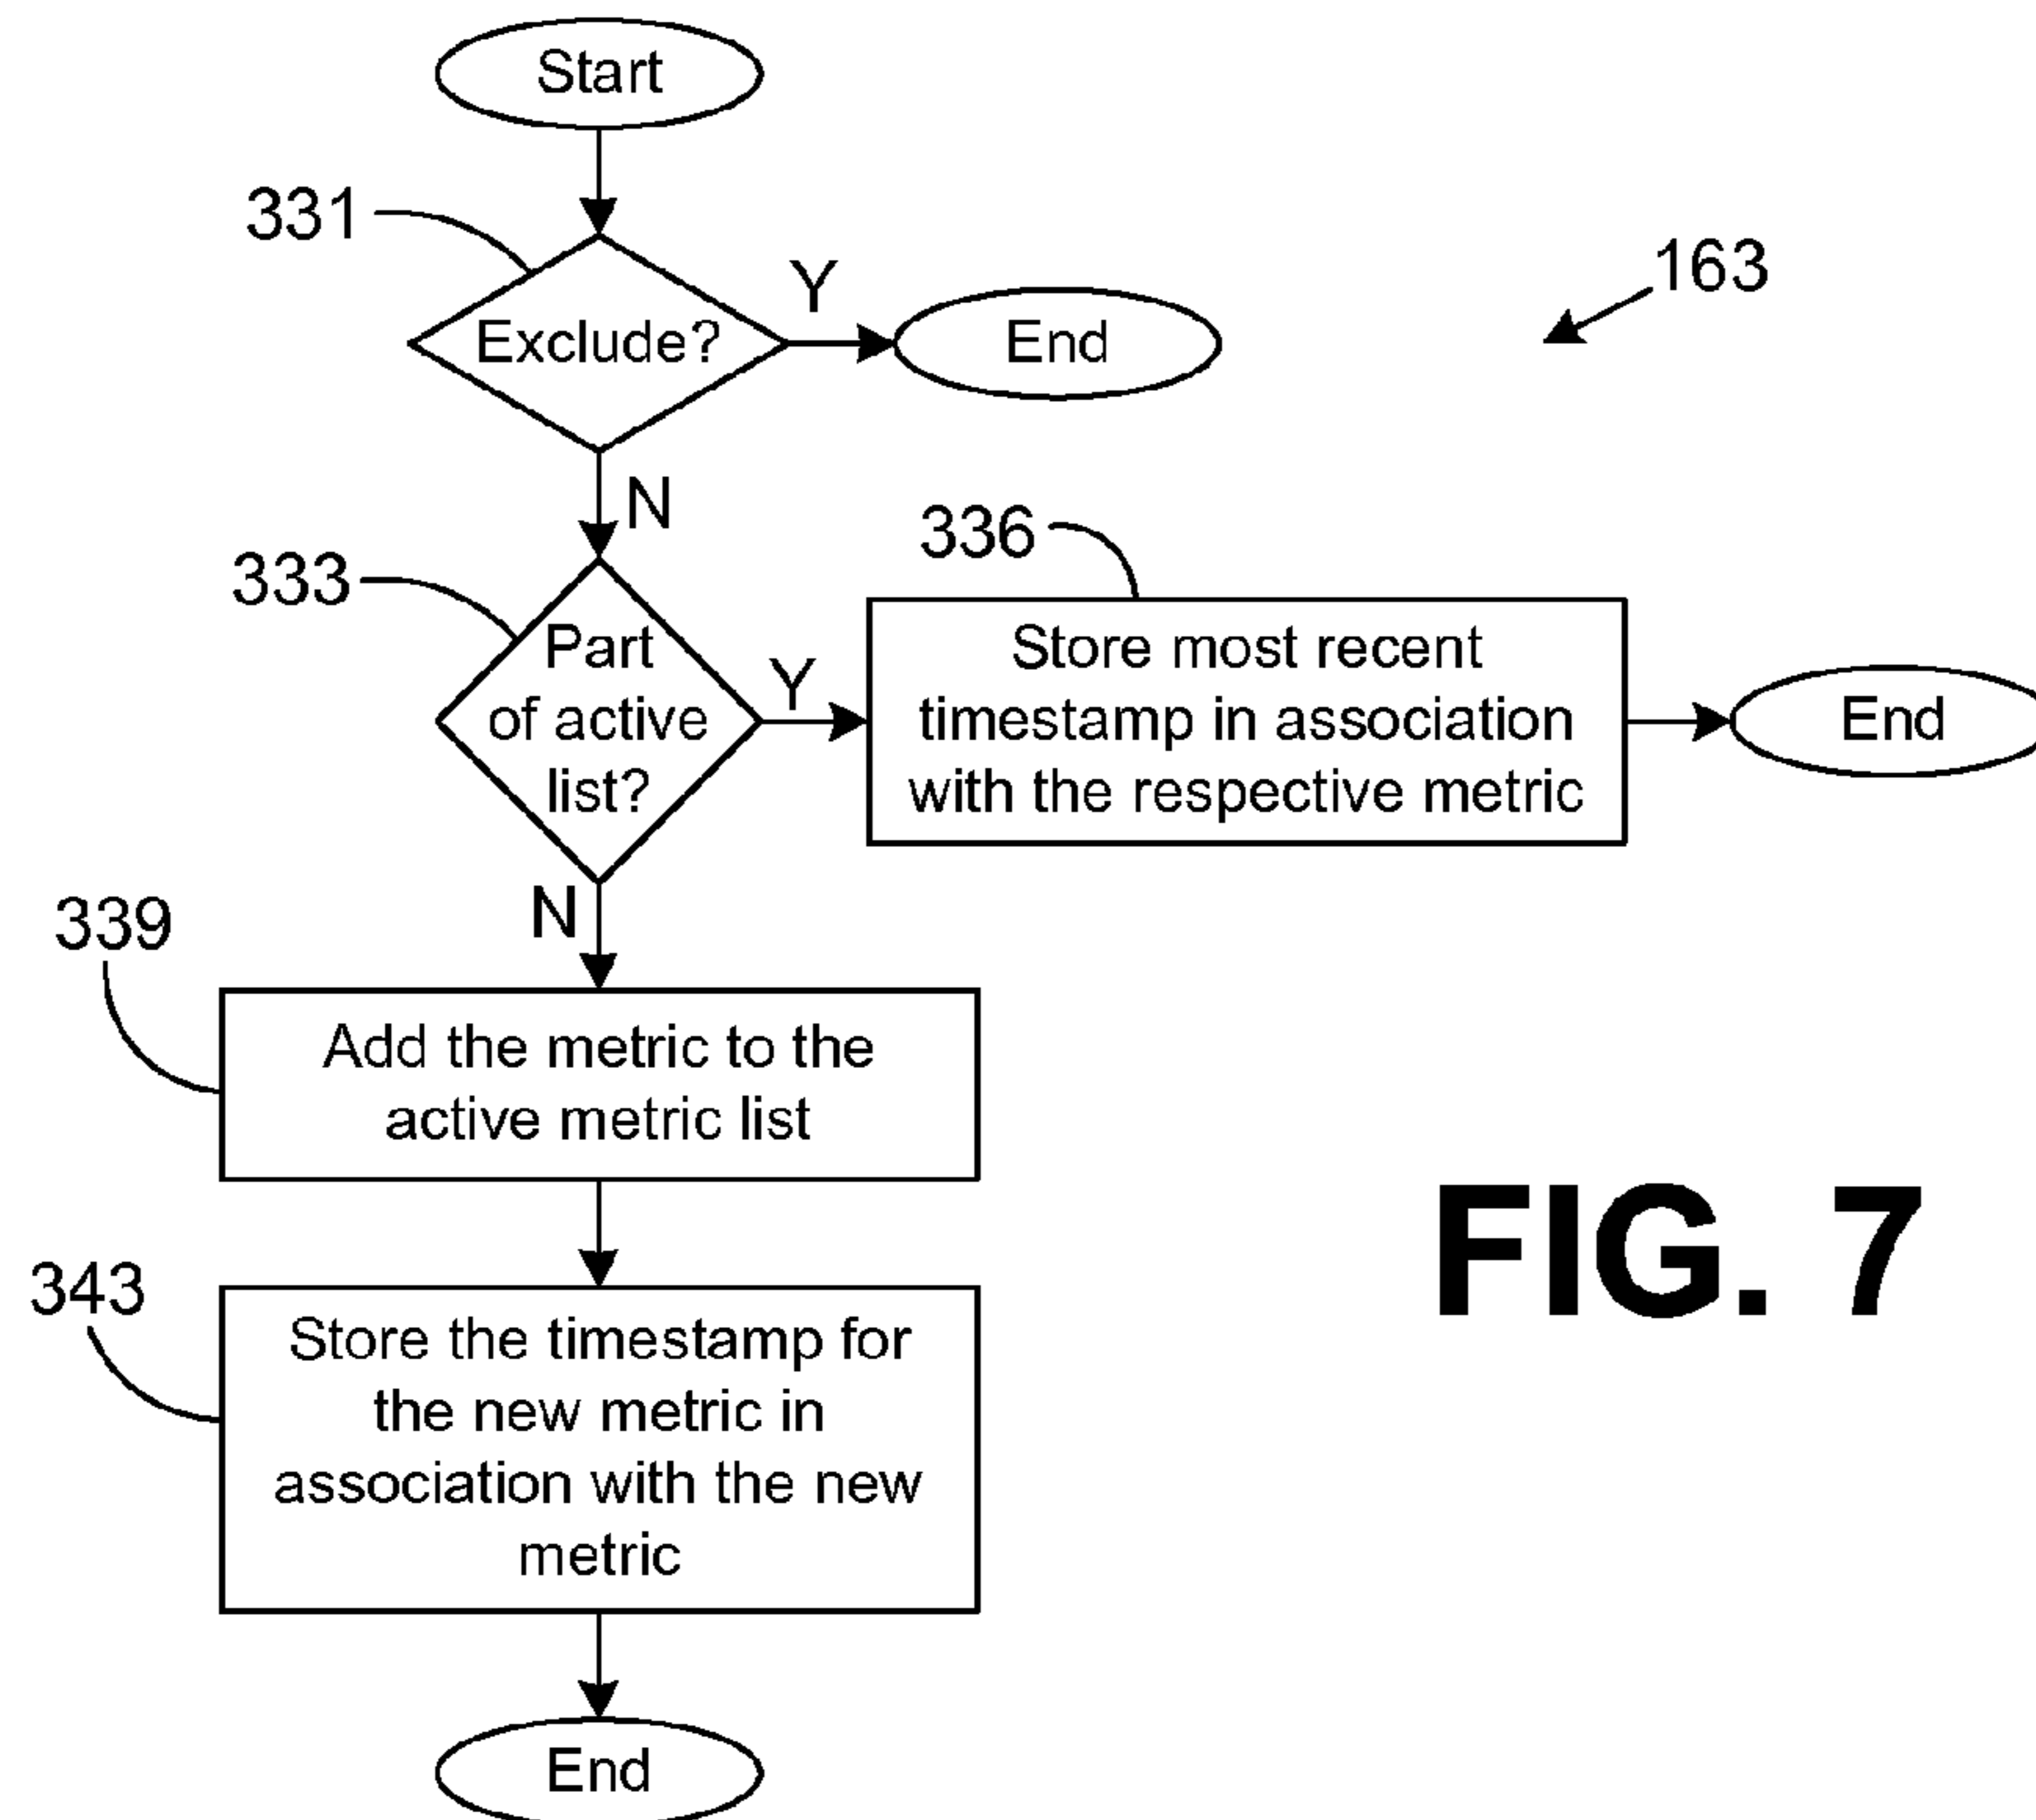 Start
331
Exclude?
Y
End
163
N
333
Part
of active
list?
Y
336
Store most recent
timestamp in association
with the respective metric
End
N
339
Add the metric to the
active metric list
343
Store the timestamp for
the new metric in
association with the new
metric
End
FIG. 7